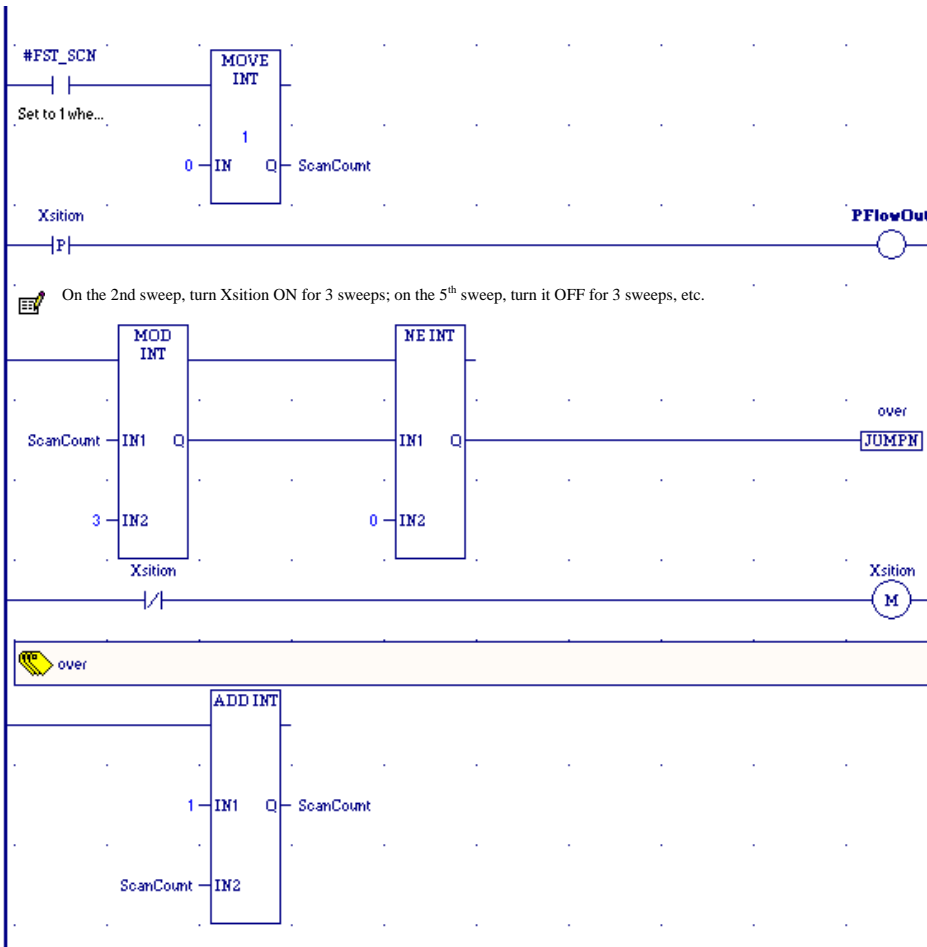 #FST_SCN
MOVE
INT
Set to 1 whe...
1
0 IN Q ScanCount
Xsition
PFlowOut
P
On the 2nd sweep, turn Xsition ON for 3 sweeps; on the 5th sweep, turn it OFF for 3 sweeps, etc.
MOD
INT
NE INT
over
ScanCount IN1 Q IN1 Q JUMPN
3 IN2 0 IN2
Xsition Xsition
M
over
ADD INT
1 IN1 Q ScanCount
ScanCount IN2